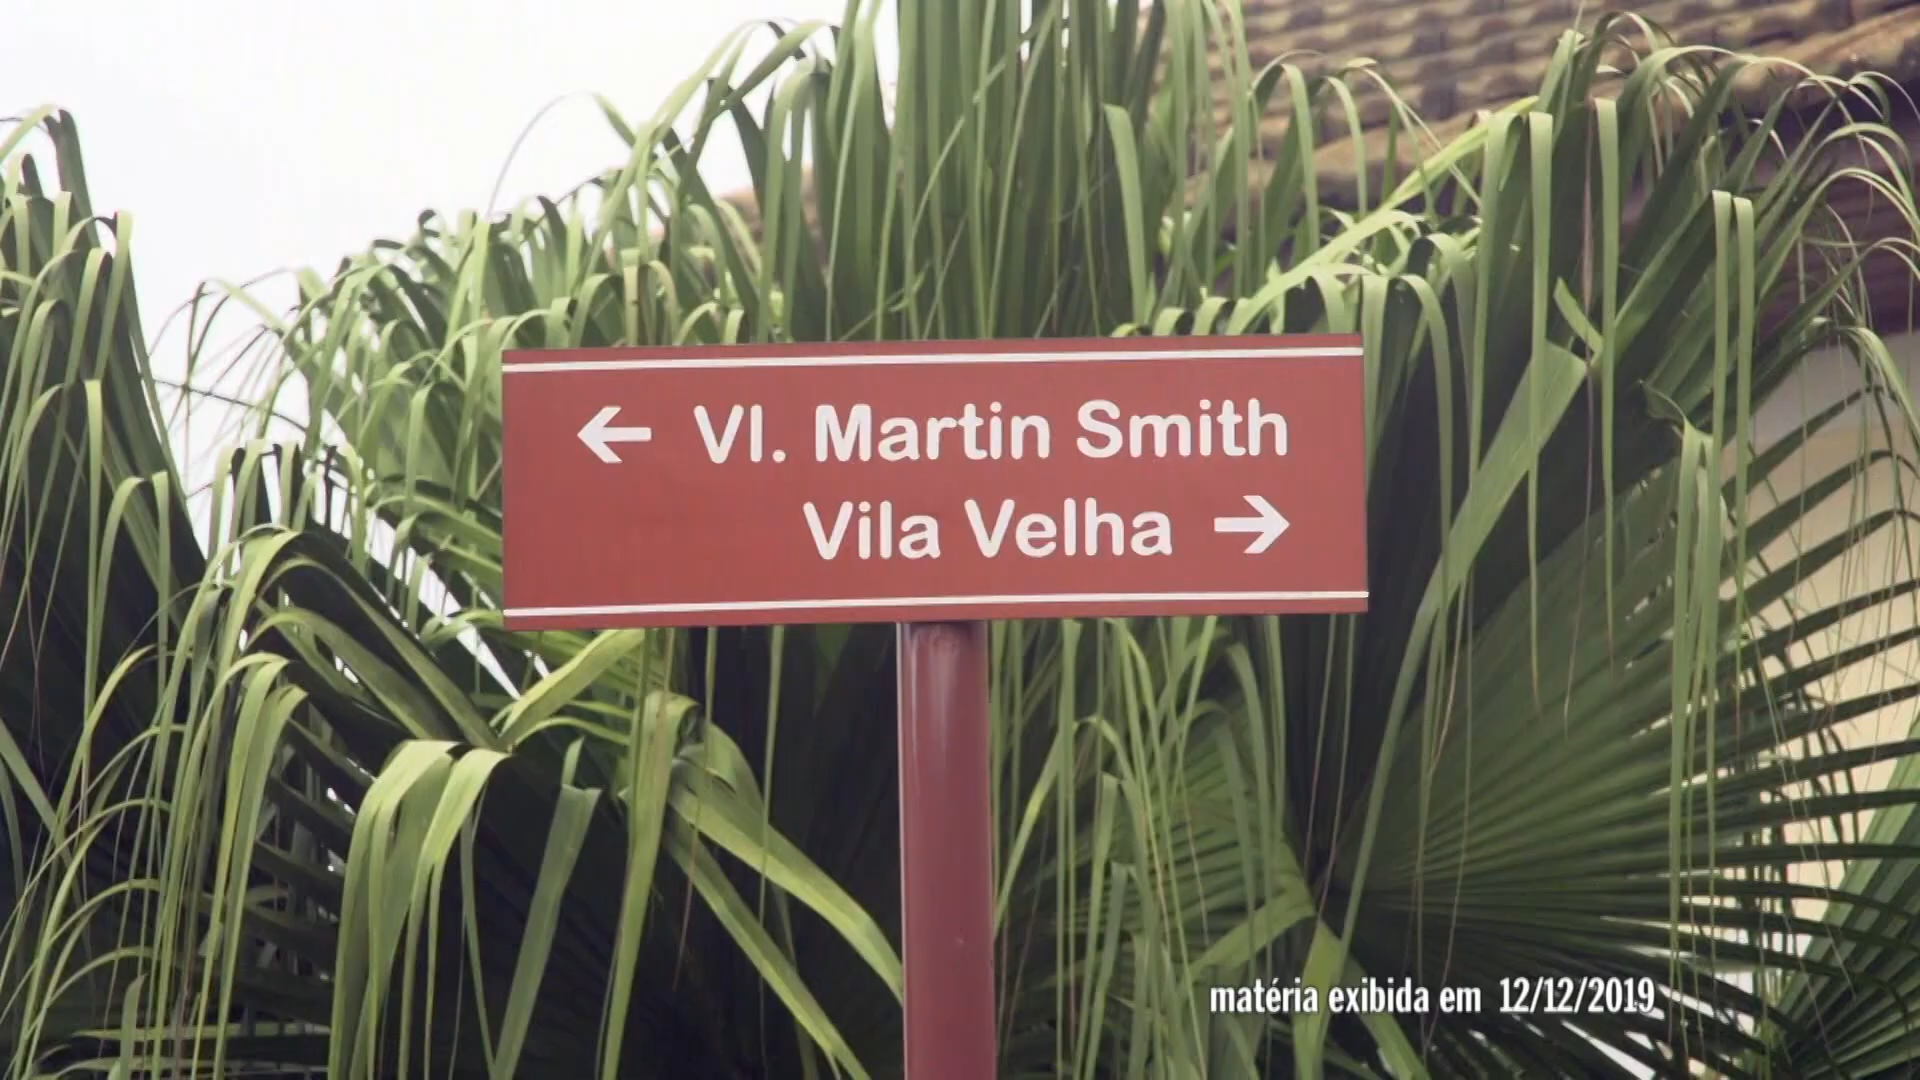 ← Vl. Martin Smith
Vila Velha →
matéria exibida em 12/12/2019